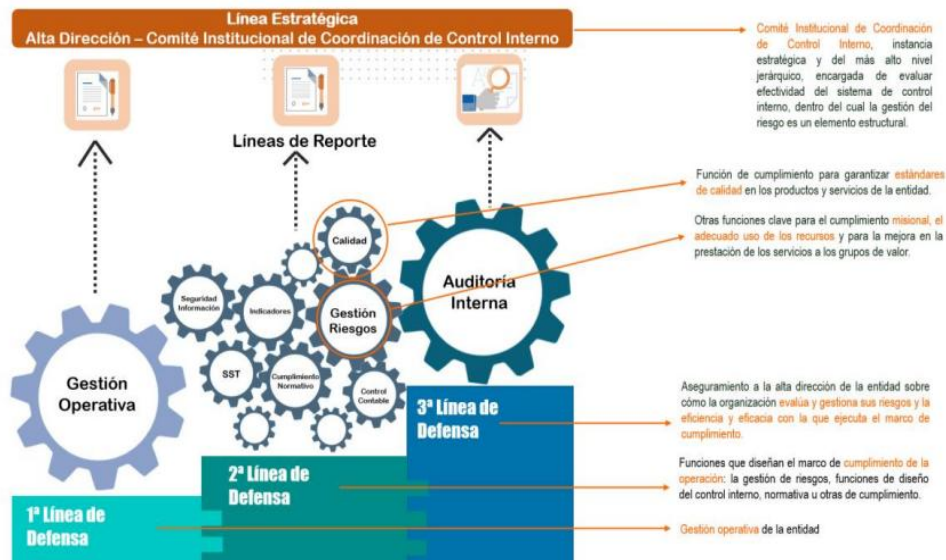 Línea Estratégica
Alta Dirección – Comité Institucional de Coordinación de Control Interno
Líneas de Reporte
Comité Institucional de Coordinación
de Control Interno, instancia
estratégica y del más alto nivel
jerárquico, encargada de evaluar
efectividad del sistema de control
interno, dentro del cual la gestión del
riesgo es un elemento estructural.
Función de cumplimiento para garantizar estándares
de calidad en los productos y servicios de la entidad.
Otras funciones clave para el cumplimiento misional, el
adecuado uso de los recursos y para la mejora en la
prestación de los servicios a los grupos de valor.
Calidad
Seguridad
Información
Indicadores
Gestión
Riesgos
Auditoría
Interna
Gestión
Operativa
SST
Cumplimiento
Normativo
Control
Contable
3ª Línea de
Defensa
Aseguramiento a la alta dirección de la entidad sobre
cómo la organización evalúa y gestiona sus riesgos y la
eficiencia y eficacia con la que ejecuta el marco de
cumplimiento.
2ª Línea de
Defensa
Funciones que diseñan el marco de cumplimiento de la
operación: la gestión de riesgos, funciones de diseño
del control interno, normativa u otras de cumplimiento.
1ª Línea de
Defensa
Gestión operativa de la entidad